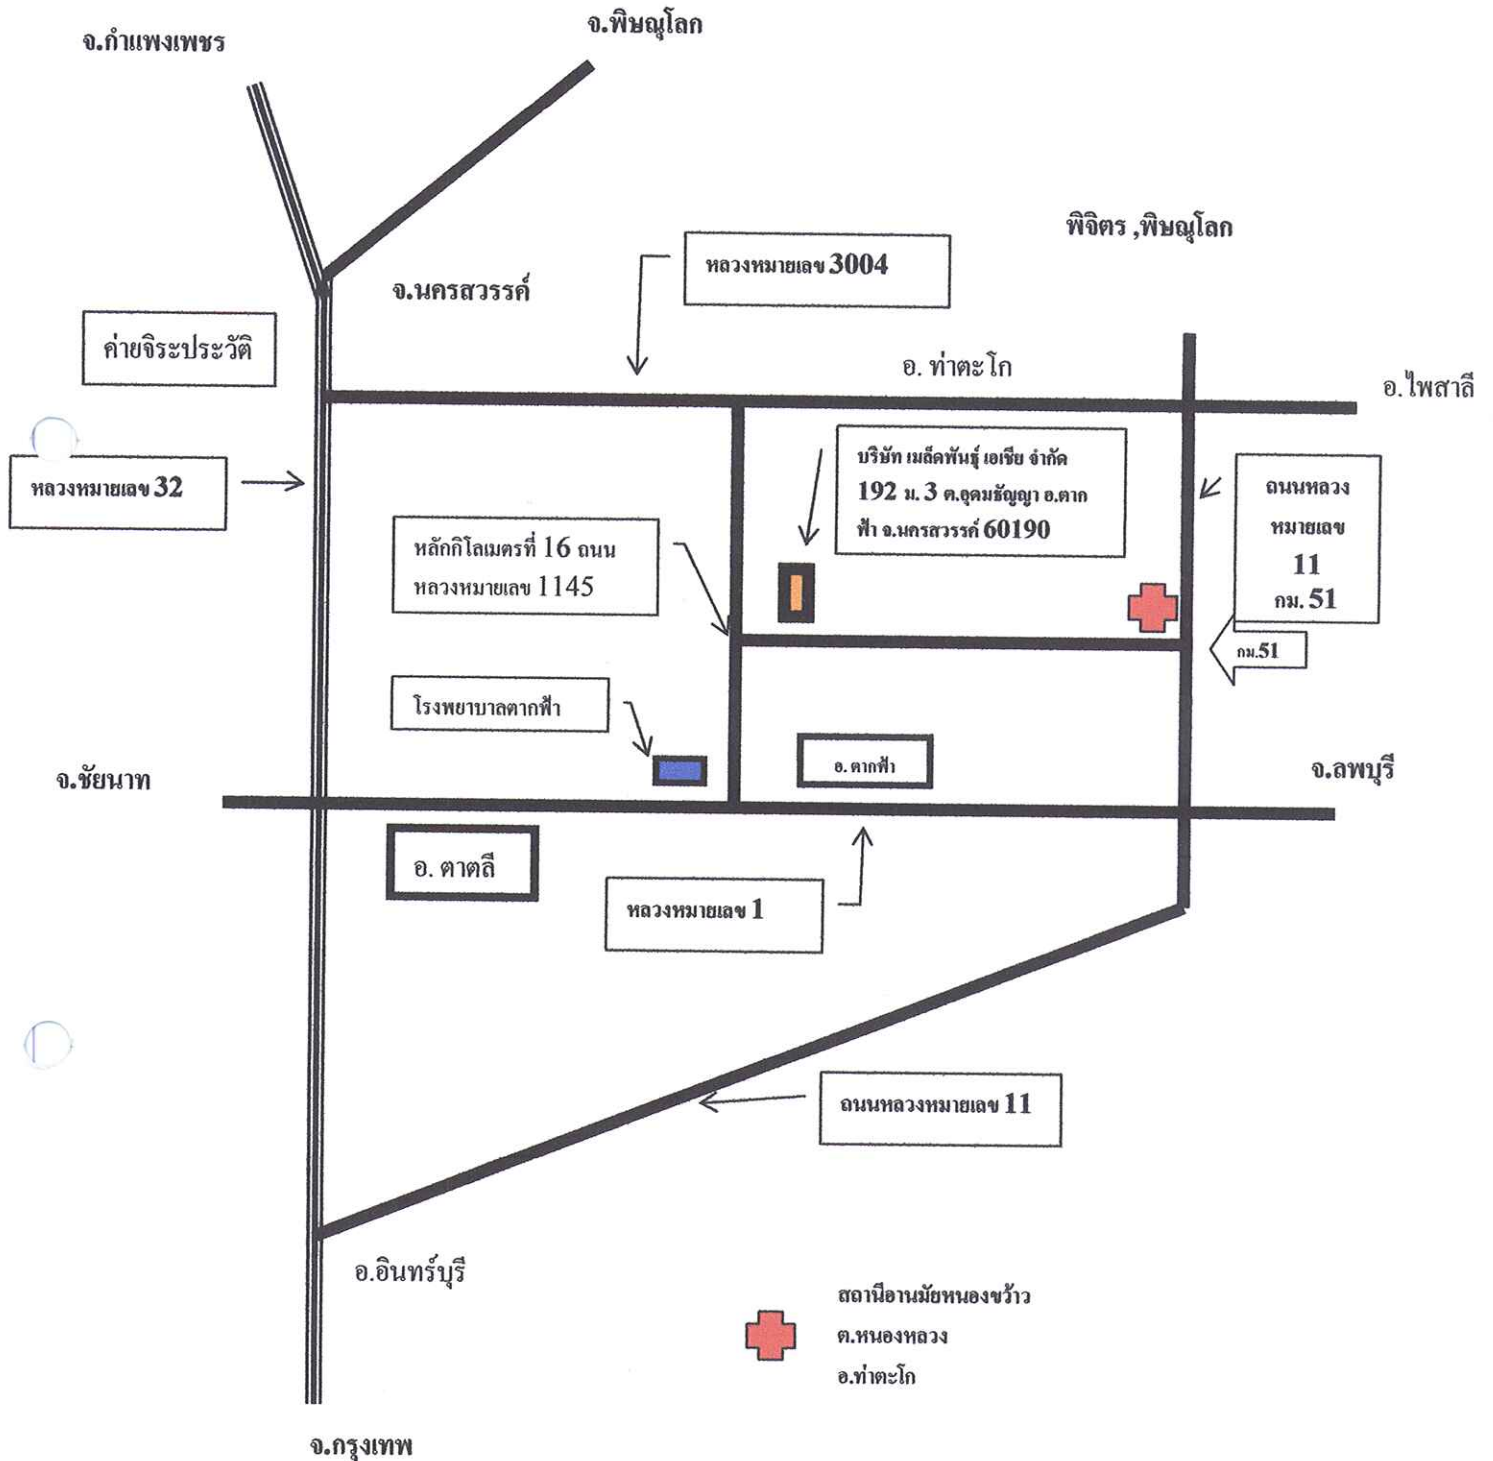 จ.พิษณุโลก
จ.กำแพงเพชร
พิจิตร ,พิษณุโลก
หลวงหมายเลข 3004
จ.นครสวรรค์
ค่ายจิระประวัติ
อ. ท่าตะโก
อ.ไพสาลี
บริษัท เมล็ดพันธุ์ เอเชีย จำกัด
192 ม. 3 ต.อุดมธัญญา อ.ตาก
ฟ้า จ.นครสวรรค์ 60190
หลวงหมายเลข 32
ถนนหลวง
หมายเลข
11
กม. 51
หลักกิโลเมตรที่ 16 ถนน
หลวงหมายเลข 1145
กม.51
โรงพยาบาลตากฟ้า
อ. ตากฟ้า
จ.ชัยนาท
จ.ลพบุรี
อ. ตาตลี
หลวงหมายเลข 1
ถนนหลวงหมายเลข 11
อ.อินทร์บุรี
สถานีอานมัยหนองขว้าว
ต.หนองหลวง
อ.ท่าตะโก
จ.กรุงเทพ